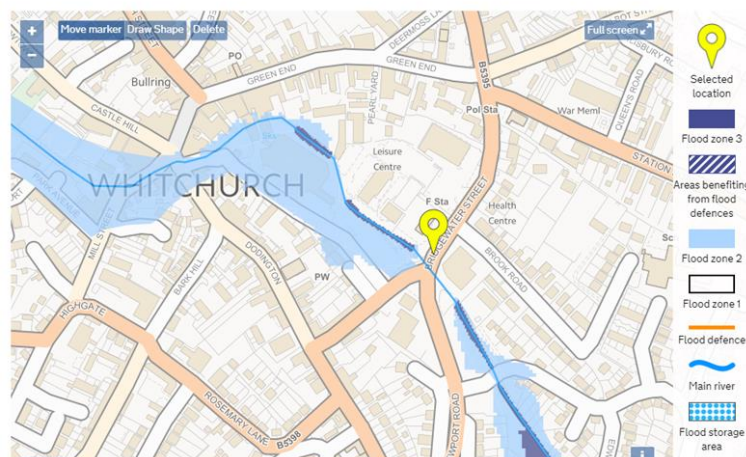 +
−
Move marker
Draw Shape
Delete
Full screen
PO
DEERMOSS LA
GREEN END
GREEN END
B5395
Bullring
PEARL YARD
Pol Sta
War Meml
QUEEN'S ROAD
STATION
CASTLE HILL
Leisure
Centre
WHITCHURCH
PARK AVENUE
MILL STREET
F Sta
Health
Centre
BRIDGEWATER STREET
BROOK ROAD
DODINGTON
BARK HILL
PW
HIGHGATE
ROSEMARY LANE
B5398
i
Selected
location
Flood zone 3
Areas benefiting
from flood
defences
Flood zone 2
Flood zone 1
Flood defence
Main river
Flood storage
area